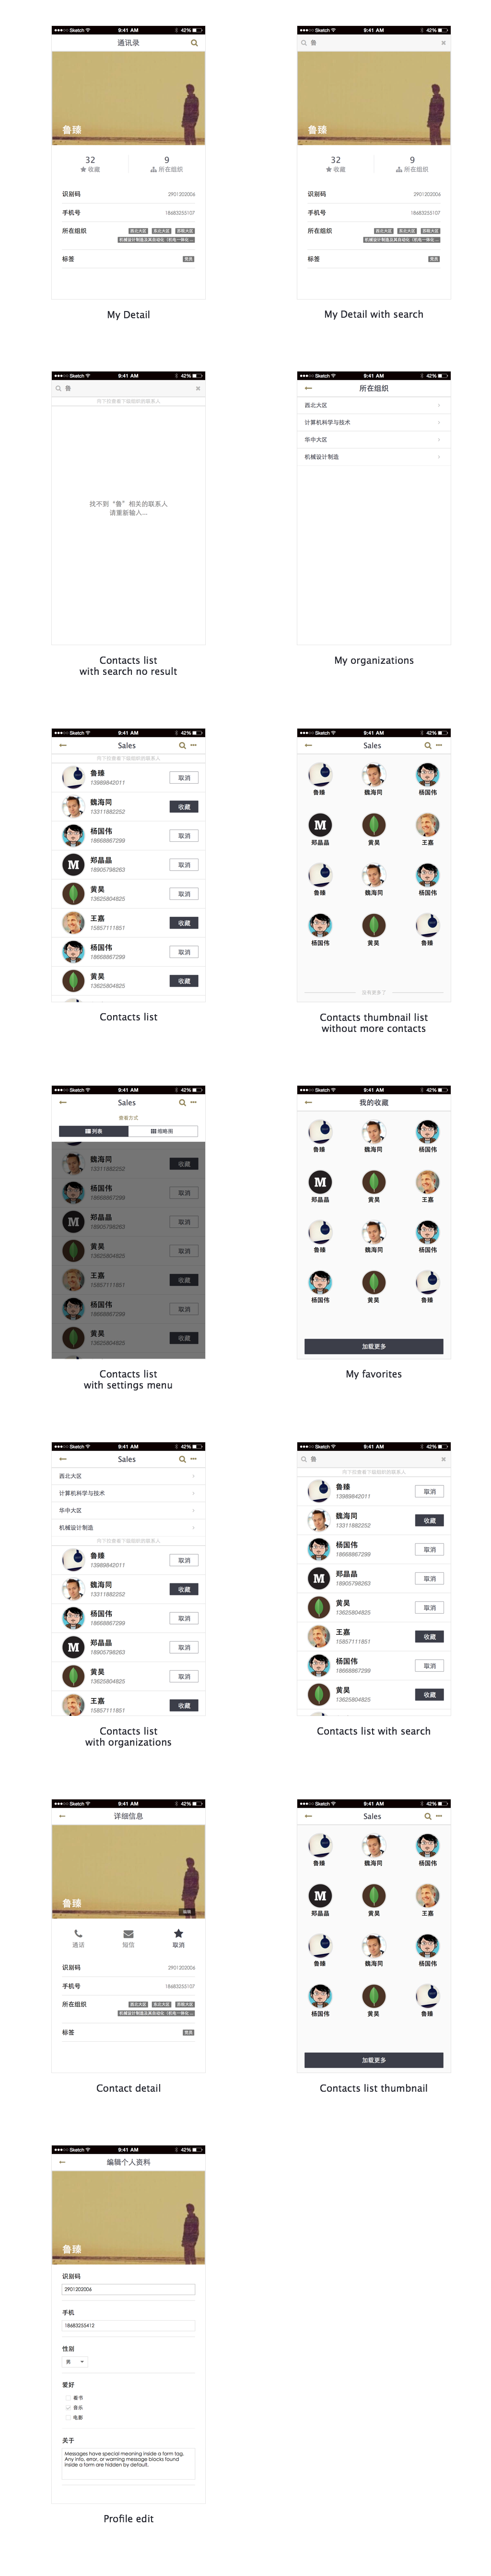 Sketch 9:41 AM 42%
通讯录
鲁臻
32 9
收藏 所在组织
识别码 2901202006
手机号 18683255107
所在组织 西北大区 东北大区 苏皖大区
机械设计制造及其自动化（机电一体化 ...
标签
My Detail
Sketch 9:41 AM 42%
鲁
鲁臻
32 9
收藏 所在组织
识别码 2901202006
手机号 18683255107
所在组织 西北大区 东北大区 苏皖大区
机械设计制造及其自动化（机电一体化 ...
标签
My Detail with search
Sketch 9:41 AM 42%
鲁
找不到“鲁”相关的联系人
请重新输入...
Contacts list
with search no result
Sketch 9:41 AM 42%
所在组织
西北大区
计算机科学与技术
华中大区
机械设计制造
My organizations
Sketch 9:41 AM 42%
Sales
鲁臻
13989842011 取消
魏海同
13311882252 收藏
杨国伟
18668667299 取消
郑晶晶
18905798263 取消
黄昊
13625804825 取消
王嘉
15857111851 收藏
杨国伟
18668667299 取消
黄昊
13625804825 收藏
Contacts list
Sketch 9:41 AM 42%
Sales
鲁臻 魏海同 杨国伟
郑晶晶 黄昊 王嘉
鲁臻 魏海同 杨国伟
杨国伟 黄昊 鲁臻
没有更多了
Contacts thumbnail list
without more contacts
Sketch 9:41 AM 42%
Sales
查看方式
列表 缩略图
魏海同
13311882252 收藏
杨国伟
18668667299 取消
郑晶晶
18905798263 取消
黄昊
13625804825 取消
王嘉
15857111851 收藏
杨国伟
18668667299 取消
黄昊
13625804825 收藏
Contacts list
with settings menu
Sketch 9:41 AM 42%
我的收藏
鲁臻 魏海同 杨国伟
郑晶晶 黄昊 王嘉
鲁臻 魏海同 杨国伟
杨国伟 黄昊 鲁臻
加载更多
My favorites
Sketch 9:41 AM 42%
Sales
西北大区
计算机科学与技术
华中大区
机械设计制造
鲁臻
13989842011 取消
魏海同
13311882252 收藏
杨国伟
18668667299 取消
郑晶晶
18905798263 取消
黄昊
13625804825 取消
王嘉
15857111851 收藏
Contacts list
with organizations
Sketch 9:41 AM 42%
鲁
鲁臻
13989842011 取消
魏海同
13311882252 收藏
杨国伟
18668667299 取消
郑晶晶
18905798263 取消
黄昊
13625804825 取消
王嘉
15857111851 收藏
杨国伟
18668667299 取消
黄昊
13625804825 收藏
Contacts list with search
Sketch 9:41 AM 42%
详细信息
鲁臻
编辑
通话 短信 取消
识别码 2901202006
手机号 18683255107
所在组织 西北大区 东北大区 苏皖大区
机械设计制造及其自动化（机电一体化 ...
标签
Contact detail
Sketch 9:41 AM 42%
Sales
鲁臻 魏海同 杨国伟
郑晶晶 黄昊 王嘉
鲁臻 魏海同 杨国伟
杨国伟 黄昊 鲁臻
加载更多
Contacts list thumbnail
Sketch 9:41 AM 42%
编辑个人资料
鲁臻
识别码
2901202006
手机
18683255412
性别
男
爱好
看书
音乐
电影
关于
Messages have special meaning inside a form tag.
Any info, error, or warning message blocks found
inside a form are hidden by default.
Profile edit